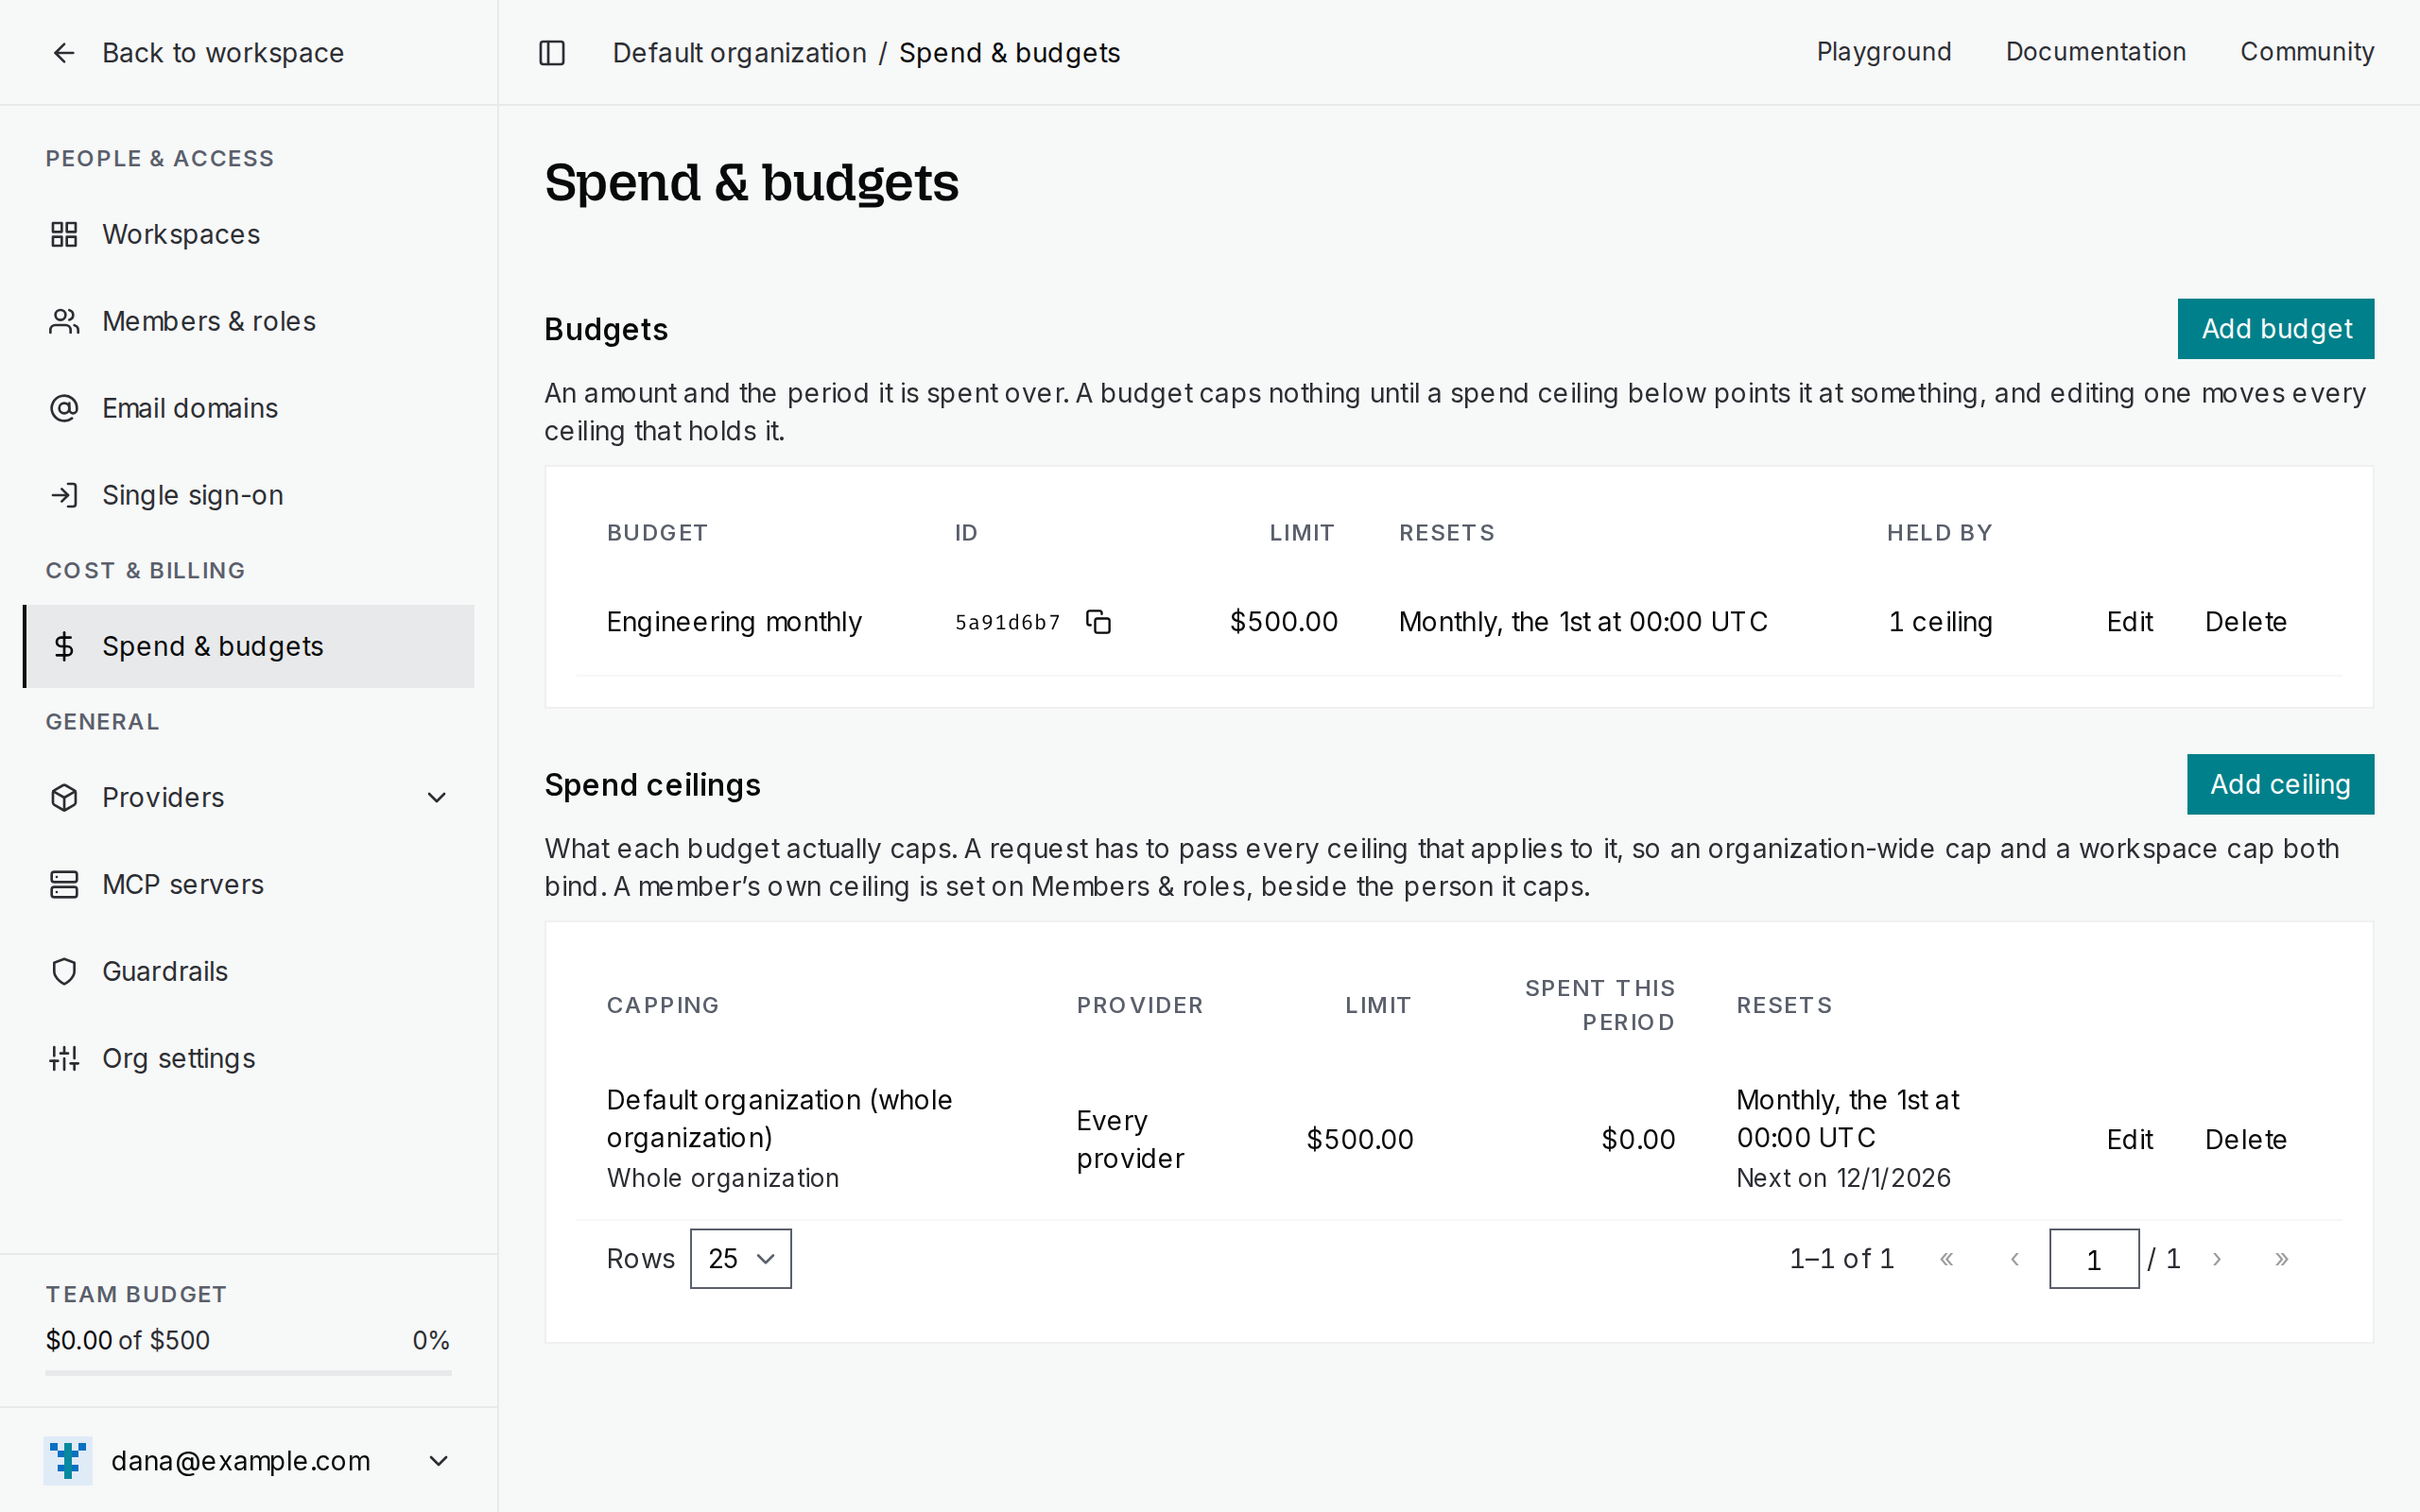 Back to workspace
Default organization / Spend & budgets
Playground
Documentation
Community
PEOPLE & ACCESS
Workspaces
Members & roles
Email domains
Single sign-on
COST & BILLING
Spend & budgets
GENERAL
Providers
MCP servers
Guardrails
Org settings
TEAM BUDGET
$0.00 of $500 0%
dana@example.com
Spend & budgets
Budgets
Add budget
An amount and the period it is spent over. A budget caps nothing until a spend ceiling below points it at something, and editing one moves every
ceiling that holds it.
BUDGET ID LIMIT RESETS HELD BY
Engineering monthly 5a91d6b7 $500.00 Monthly, the 1st at 00:00 UTC 1 ceiling Edit Delete
Spend ceilings
Add ceiling
What each budget actually caps. A request has to pass every ceiling that applies to it, so an organization-wide cap and a workspace cap both
bind. A member’s own ceiling is set on Members & roles, beside the person it caps.
CAPPING PROVIDER LIMIT SPENT THIS PERIOD RESETS
Default organization (whole
organization)
Whole organization
Every
provider
$500.00
$0.00
Monthly, the 1st at
00:00 UTC
Next on 12/1/2026
Edit Delete
Rows 25
1–1 of 1 « ‹ 1 / 1 › »